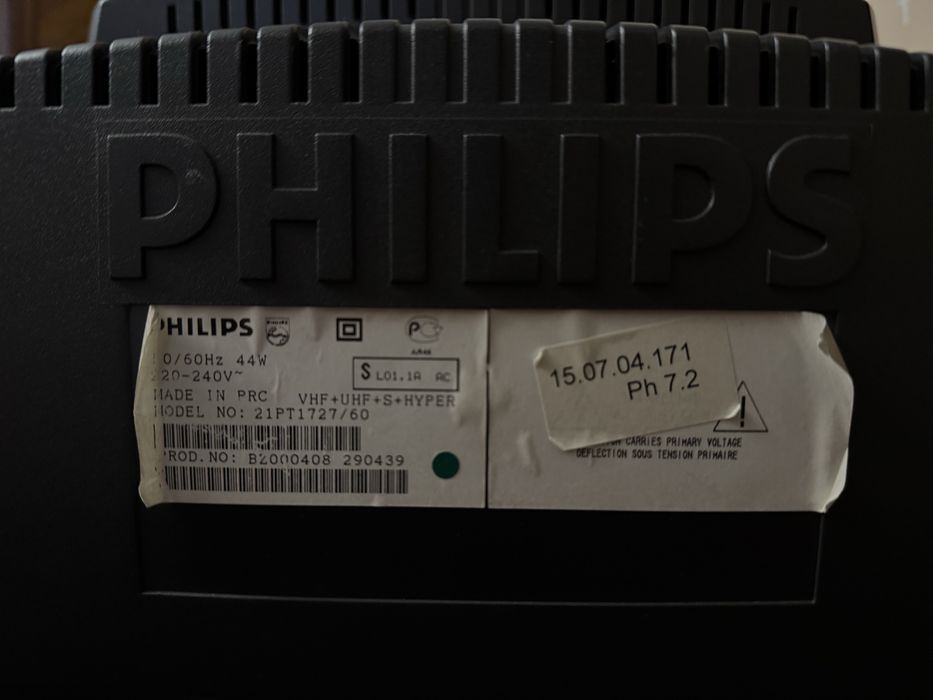 PHILIPS
PHILIPS
0/60Hz 44W
220-240V~
S L01.1A AC
MADE IN PRC VHF+UHF+S+HYPER
MODEL NO: 21PT1727/60
PROD.NO: BZ000408 290439
15.07.04.171
Ph 7.2
CARRIES PRIMARY VOLTAGE
DEFLECTION SOUS TENSION PRIMAIRE